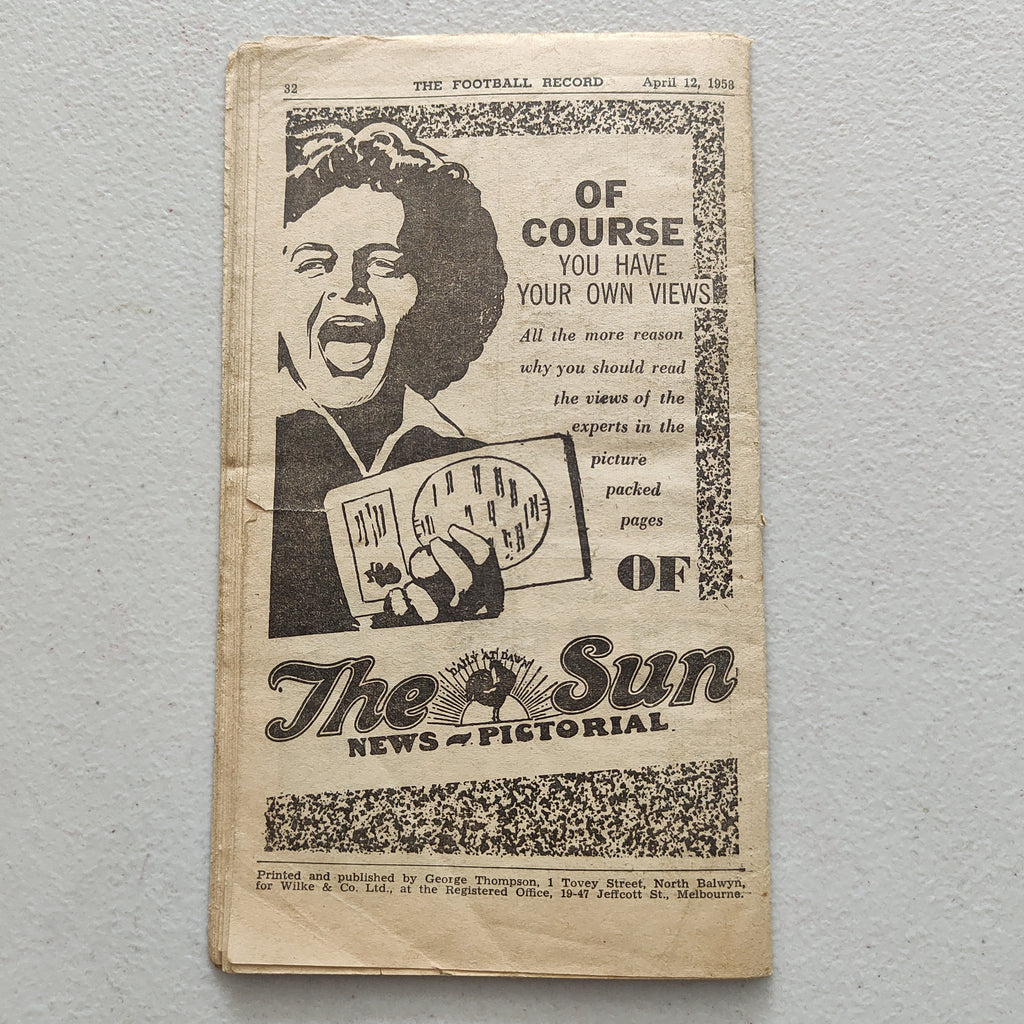 32 THE FOOTBALL RECORD April 12, 1958
OF
COURSE
YOU HAVE
YOUR OWN VIEWS
All the more reason
why you should read
the views of the
experts in the
picture
packed
pages
OF
DAILY AT DAWN
The Sun
NEWS-PICTORIAL
Printed and published by George Thompson, 1 Tovey Street, North Balwyn,
for Wilke & Co. Ltd., at the Registered Office, 19-47 Jeffcott St., Melbourne.